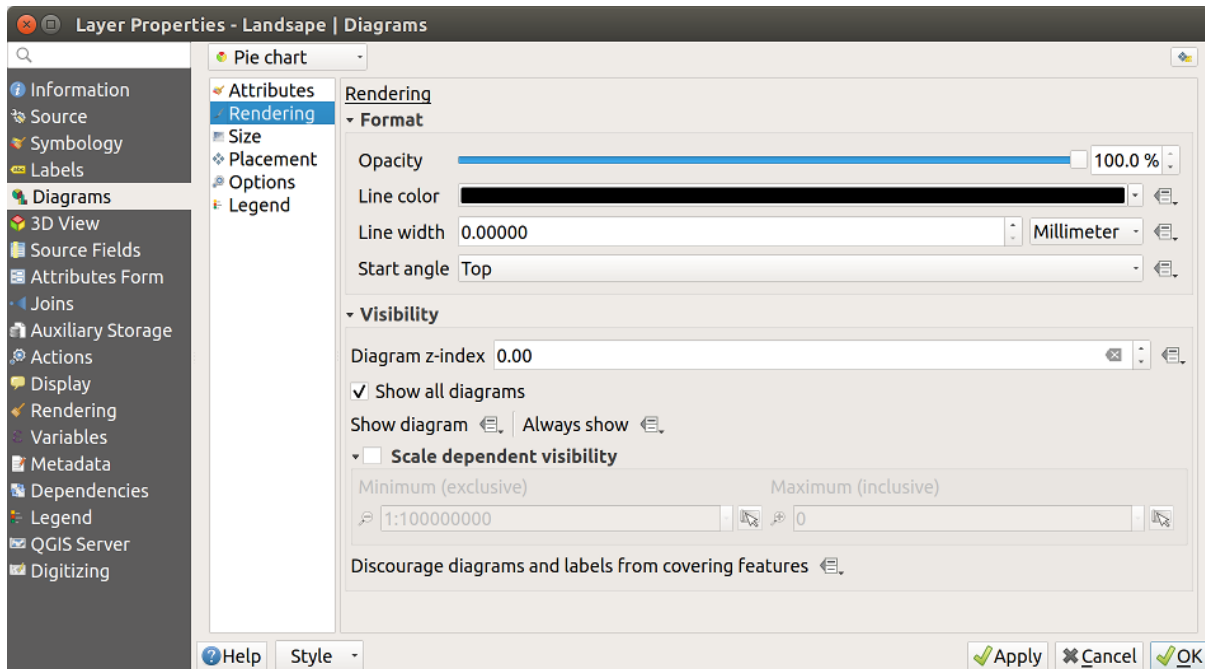 Layer Properties - Landsape | Diagrams
Pie chart
Information
Source
Symbology
Labels
Diagrams
3D View
Source Fields
Attributes Form
Joins
Auxiliary Storage
Actions
Display
Rendering
Variables
Metadata
Dependencies
Legend
QGIS Server
Digitizing
Attributes
Rendering
Size
Placement
Options
Legend
Rendering
Format
Opacity 100.0 %
Line color
Line width 0.00000 Millimeter
Start angle Top
Visibility
Diagram z-index 0.00
Show all diagrams
Show diagram Always show
Scale dependent visibility
Minimum (exclusive) Maximum (inclusive)
1:100000000 0
Discourage diagrams and labels from covering features
Help Style Apply Cancel OK